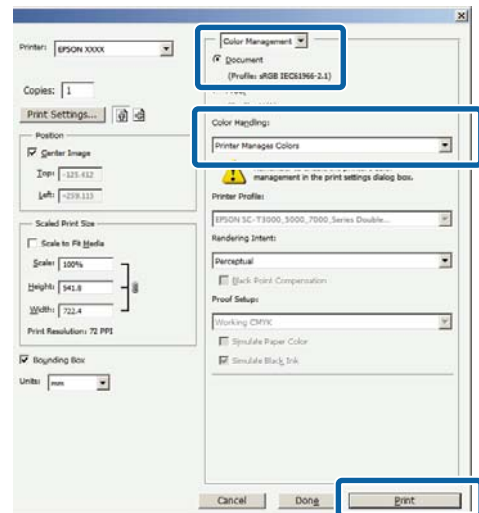 Printer: EPSON XXXX
Copies: 1
Print Settings...
Position
Center Image
Top: -125.412
Left: -259.113
Scaled Print Size
Scale to Fit Media
Scale: 100%
Height: 541.8
Width: 722.4
Print Resolution: 72 PPI
Bounding Box
Units: mm
Color Management
Document
(Profile: sRGB IEC61966-2.1)
Color Handling:
Printer Manages Colors
management in the print settings dialog box.
Printer Profile:
EPSON SC-T3000_5000_7000_Series Double...
Rendering Intent:
Perceptual
Black Point Compensation
Proof Setup:
Working CMYK
Simulate Paper Color
Simulate Black Ink
Cancel
Done
Print